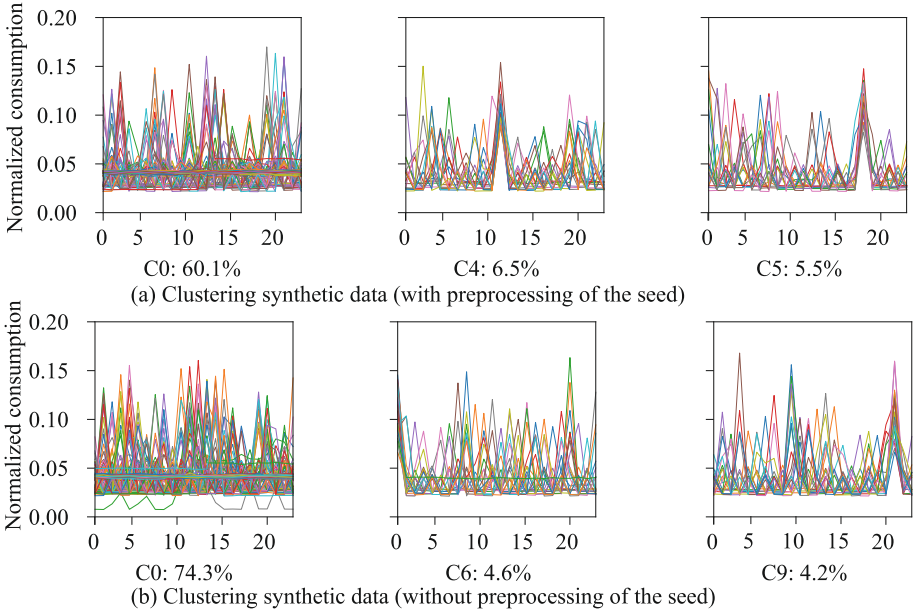 Normalized consumption
0.20
0.15
0.10
0.05
0.00
0 5 10 15 20
0 5 10 15 20
0 5 10 15 20
C0: 60.1% C4: 6.5% C5: 5.5%
(a) Clustering synthetic data (with preprocessing of the seed)
Normalized consumption
0.20
0.15
0.10
0.05
0.00
0 5 10 15 20
0 5 10 15 20
0 5 10 15 20
C0: 74.3% C6: 4.6% C9: 4.2%
(b) Clustering synthetic data (without preprocessing of the seed)